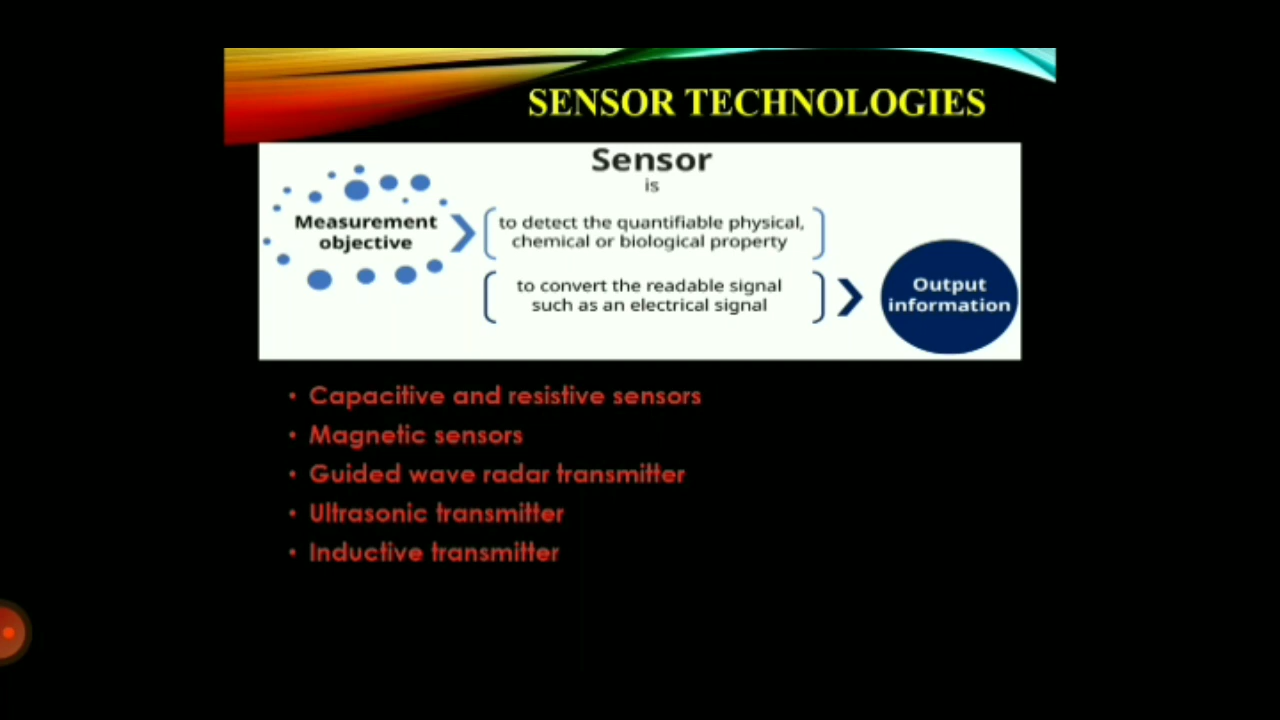 SENSOR TECHNOLOGIES
Sensor
is
Measurement
objective
to detect the quantifiable physical,
chemical or biological property
to convert the readable signal
such as an electrical signal
Output
information
• Capacitive and resistive sensors
• Magnetic sensors
• Guided wave radar transmitter
• Ultrasonic transmitter
• Inductive transmitter